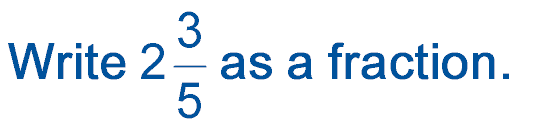 Write 2 3/5 as a fraction.